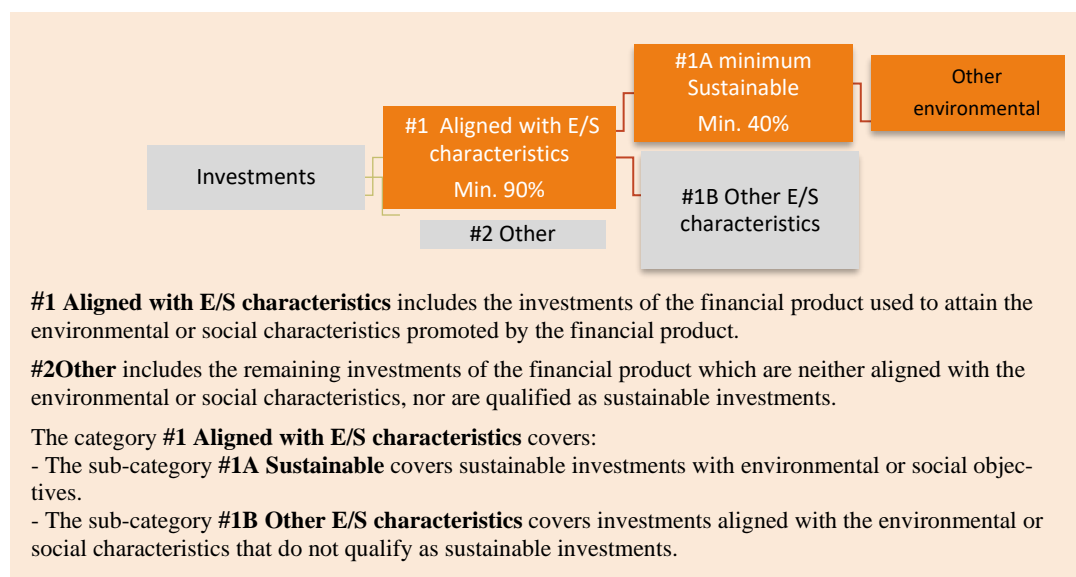 #1A minimum
Sustainable
Min. 40%
Other
environmental
#1 Aligned with E/S
characteristics
Min. 90%
Investments
#1B Other E/S
characteristics
#2 Other
#1 Aligned with E/S characteristics includes the investments of the financial product used to attain the
environmental or social characteristics promoted by the financial product.
#2Other includes the remaining investments of the financial product which are neither aligned with the
environmental or social characteristics, nor are qualified as sustainable investments.
The category #1 Aligned with E/S characteristics covers:
- The sub-category #1A Sustainable covers sustainable investments with environmental or social objec-
tives.
- The sub-category #1B Other E/S characteristics covers investments aligned with the environmental or
social characteristics that do not qualify as sustainable investments.